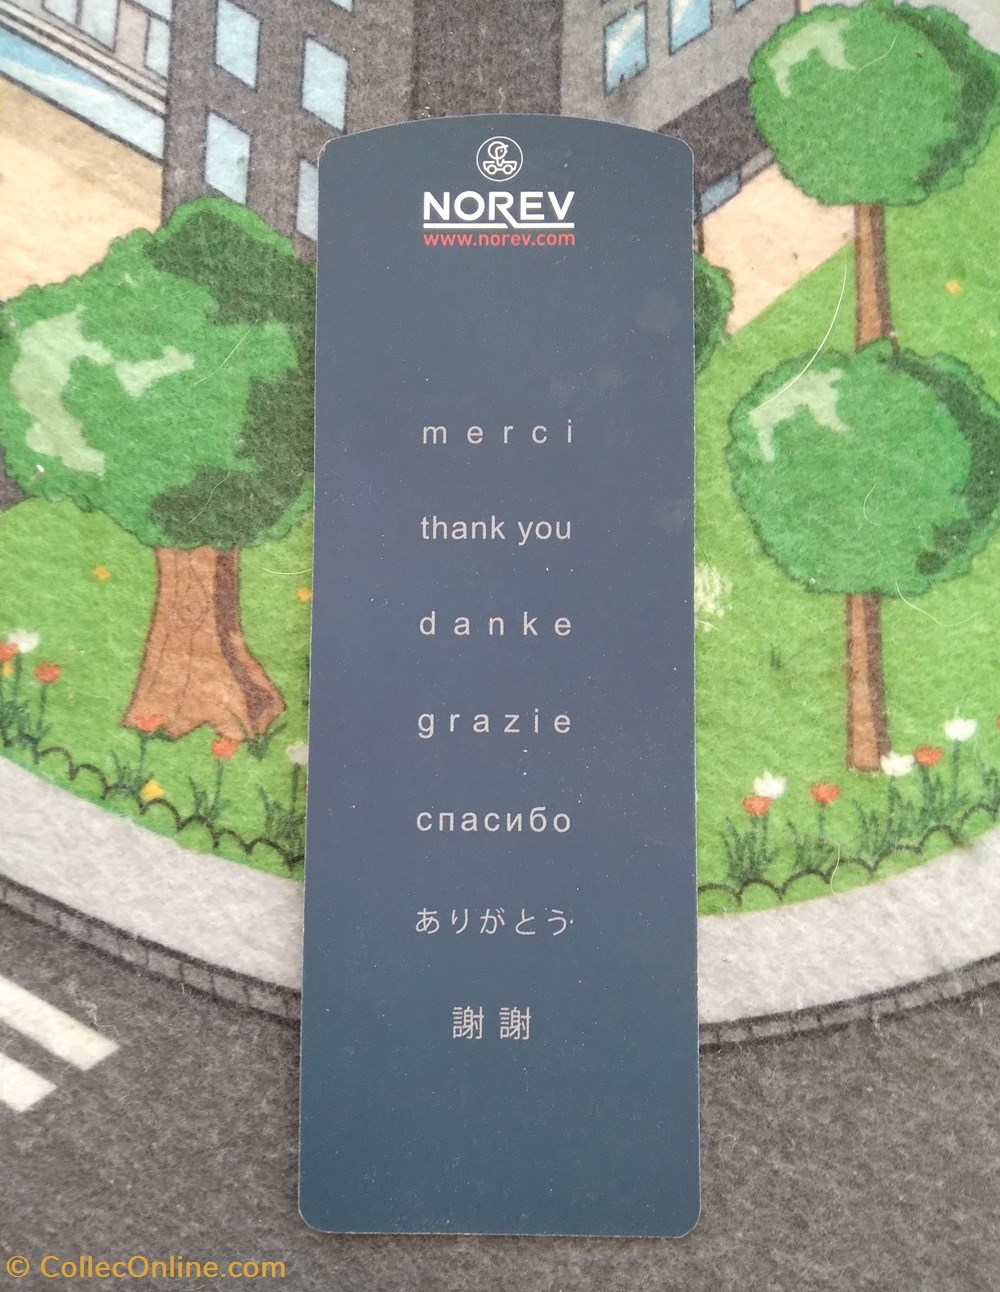 NOREV
www.norev.com
merci
thank you
danke
grazie
спасибо
ありがとう
謝謝
© CollecOnline.com